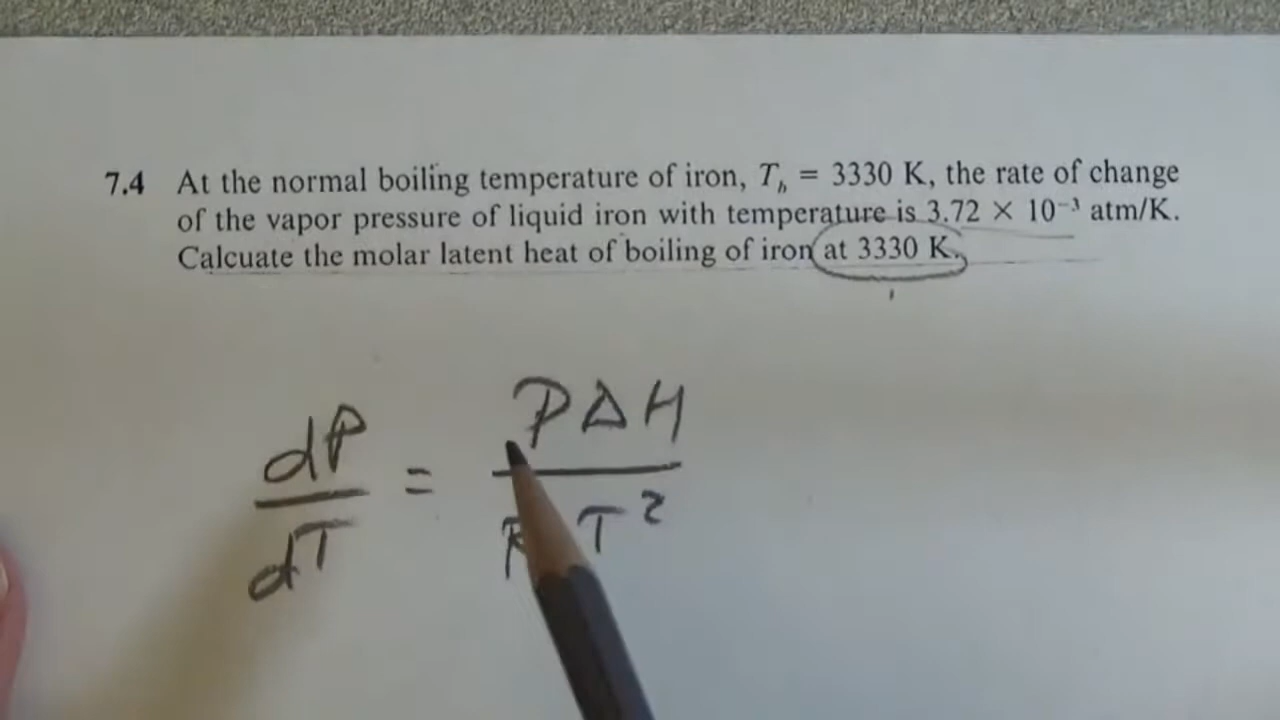 7.4 At the normal boiling temperature of iron, T_b = 3330 K, the rate of change
of the vapor pressure of liquid iron with temperature is 3.72 × 10⁻³ atm/K.
Calcuate the molar latent heat of boiling of iron at 3330 K.
dP
dT
=
PΔH
R T²